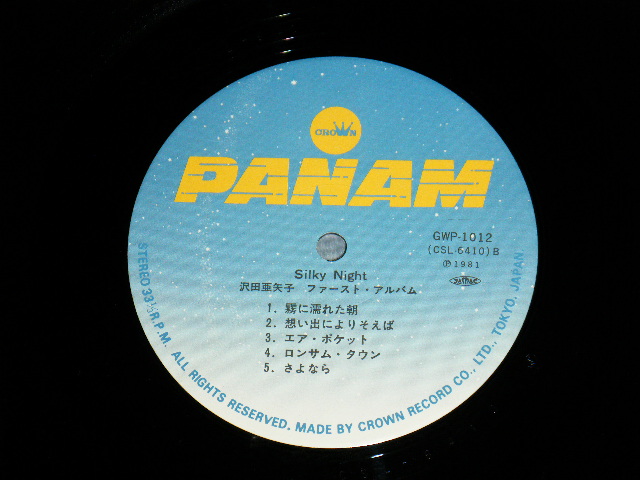 CROWN
PANAM
GWP-1012
(CSL-6410)B
Ⓟ1981
Silky Night
沢田亜矢子 ファースト・アルバム
1. 霧に濡れた朝
2. 想い出によりそえば
3. エア・ポケット
4. ロンサム・タウン
5. さよなら
STEREO 33⅓R.P.M. ALL RIGHTS RESERVED. MADE BY CROWN RECORD CO., LTD., TOKYO, JAPAN